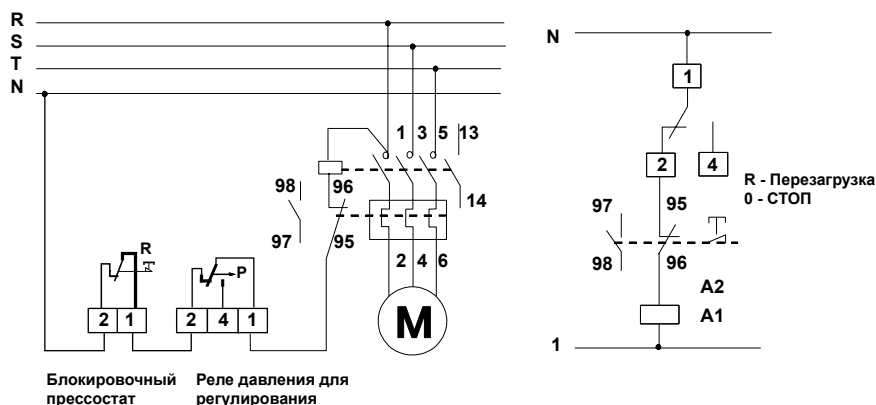 R
S
T
N
1 3 5 13
98 96
14
97 95
R
P
2 4 6
2 1
2 4 1
M
Блокировочный
прессостат
Реле давления для
регулирования
N
1
2 4
R - Перезагрузка
0 - СТОП
95
97
98 96
A2
A1
1